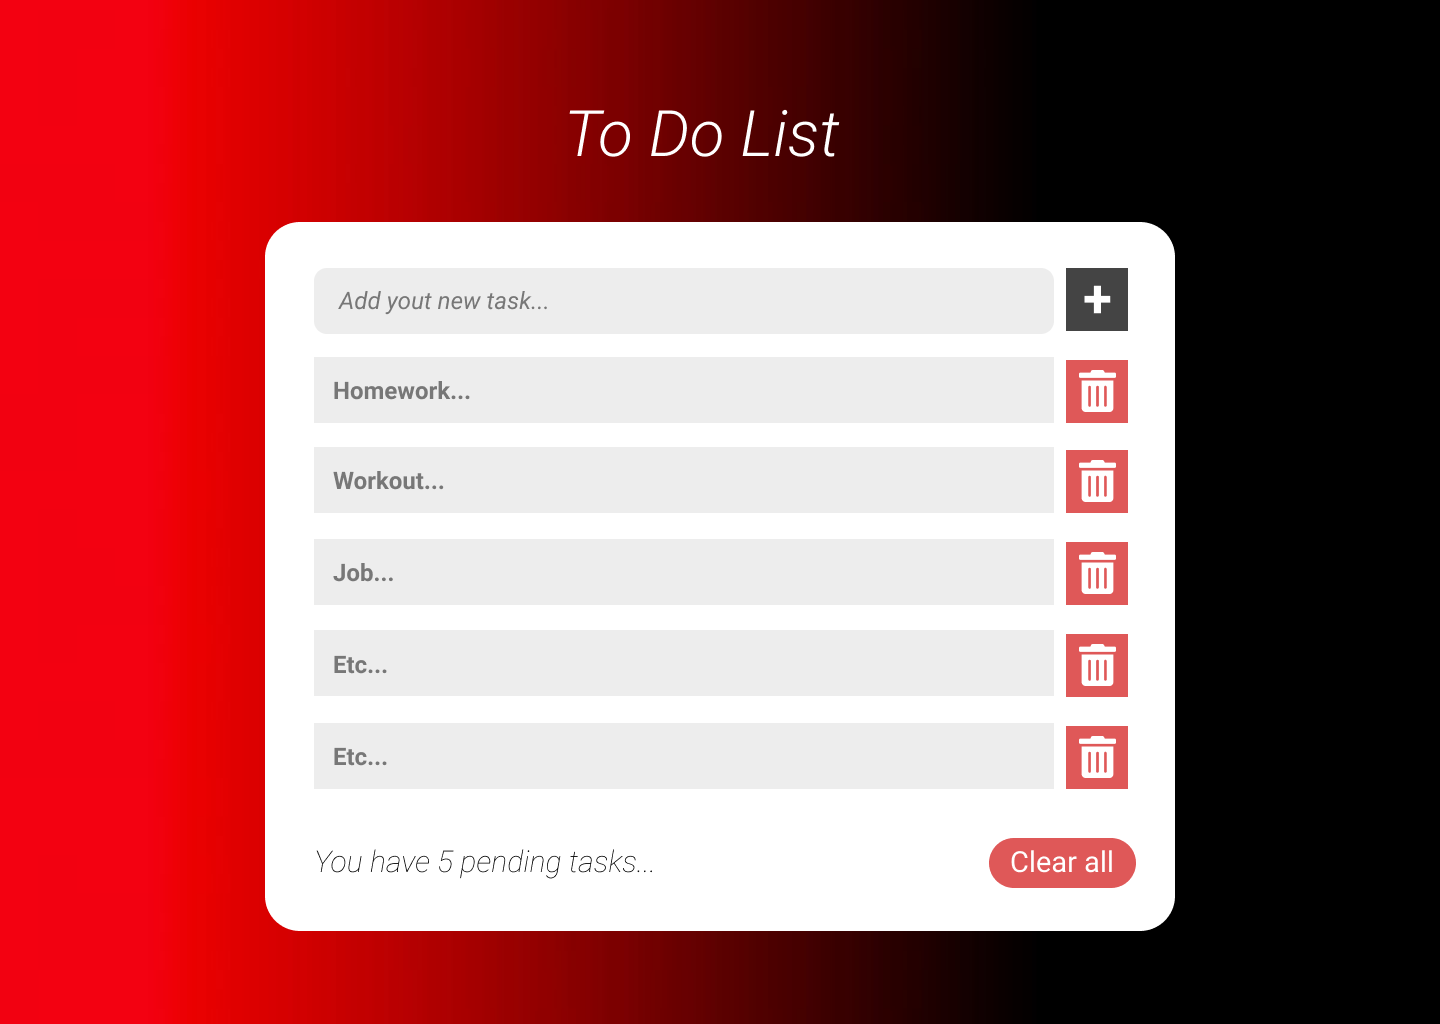 To Do List
Add yout new task...
Homework...
Workout...
Job...
Etc...
Etc...
You have 5 pending tasks...
Clear all